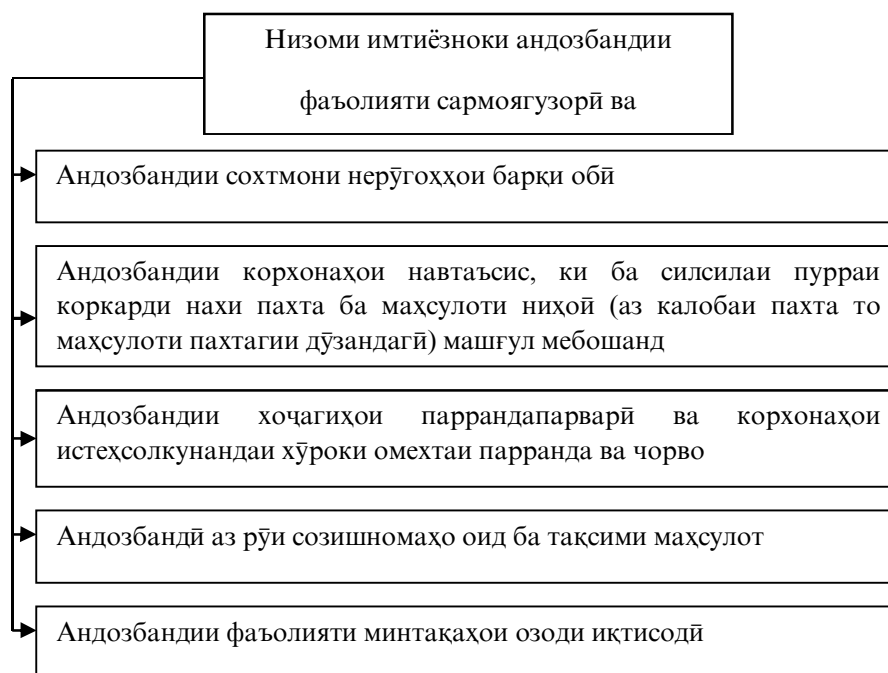 Низоми имтиёзноки андозбандии
фаъолияти сармоягузорӣ ва
Андозбандии сохтмони нерӯгоҳҳои барқи обӣ
Андозбандии корхонаҳои навтаъсис, ки ба силсилаи пурраи
коркарди нахи пахта ба маҳсулоти ниҳоӣ (аз калобаи пахта то
маҳсулоти пахтагии дӯзандагӣ) машғул мебошанд
Андозбандии хоҷагиҳои паррандапарварӣ ва корхонаҳои
истеҳсолкунандаи хӯроки омехтаи парранда ва чорво
Андозбандӣ аз рӯи созишномаҳо оид ба тақсими маҳсулот
Андозбандии фаъолияти минтақаҳои озоди иқтисодӣ